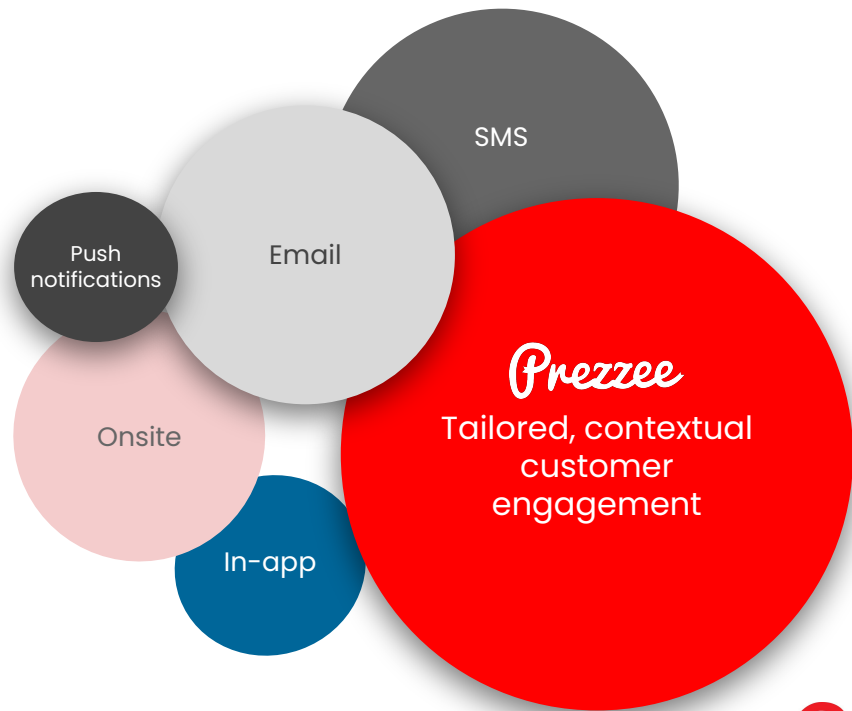 SMS
Email
Push
notifications
Prezzee
Tailored, contextual
customer
engagement
Onsite
In-app